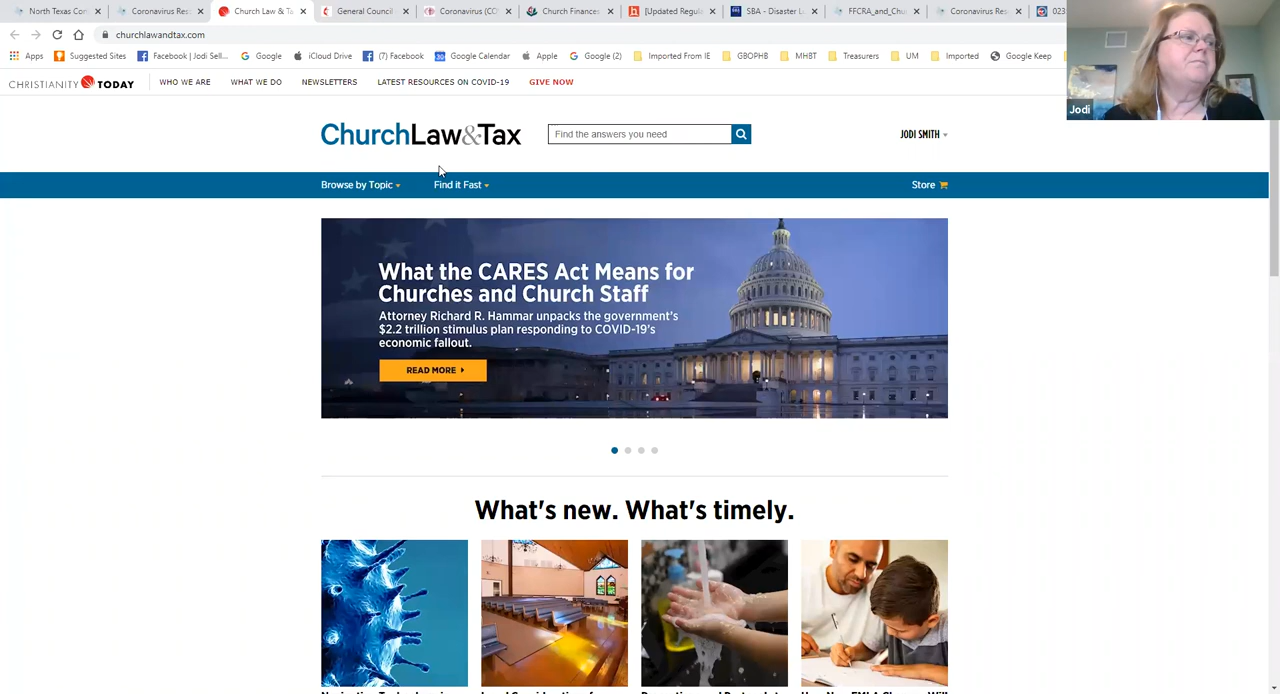 North Texas Con
Coronavirus Res
Church Law & Ta
General Council
Coronavirus (CO
Church Finances
[Updated Regula
SBA - Disaster L
FFCRA_and_Chu
Coronavirus Res
023
churchlawandtax.com
Apps
Suggested Sites
Facebook | Jodi Sell...
Google
iCloud Drive
(7) Facebook
Google Calendar
Apple
Google (2)
Imported From IE
GBOPHB
MHBT
Treasurers
UM
Imported
Google Keep
Jodi
CHRISTIANITY TODAY
WHO WE ARE
WHAT WE DO
NEWSLETTERS
LATEST RESOURCES ON COVID-19
GIVE NOW
ChurchLaw&Tax
Find the answers you need
JODI SMITH
Browse by Topic
Find it Fast
Store
What the CARES Act Means for
Churches and Church Staff
Attorney Richard R. Hammar unpacks the government's
$2.2 trillion stimulus plan responding to COVID-19's
economic fallout.
READ MORE
What's new. What's timely.